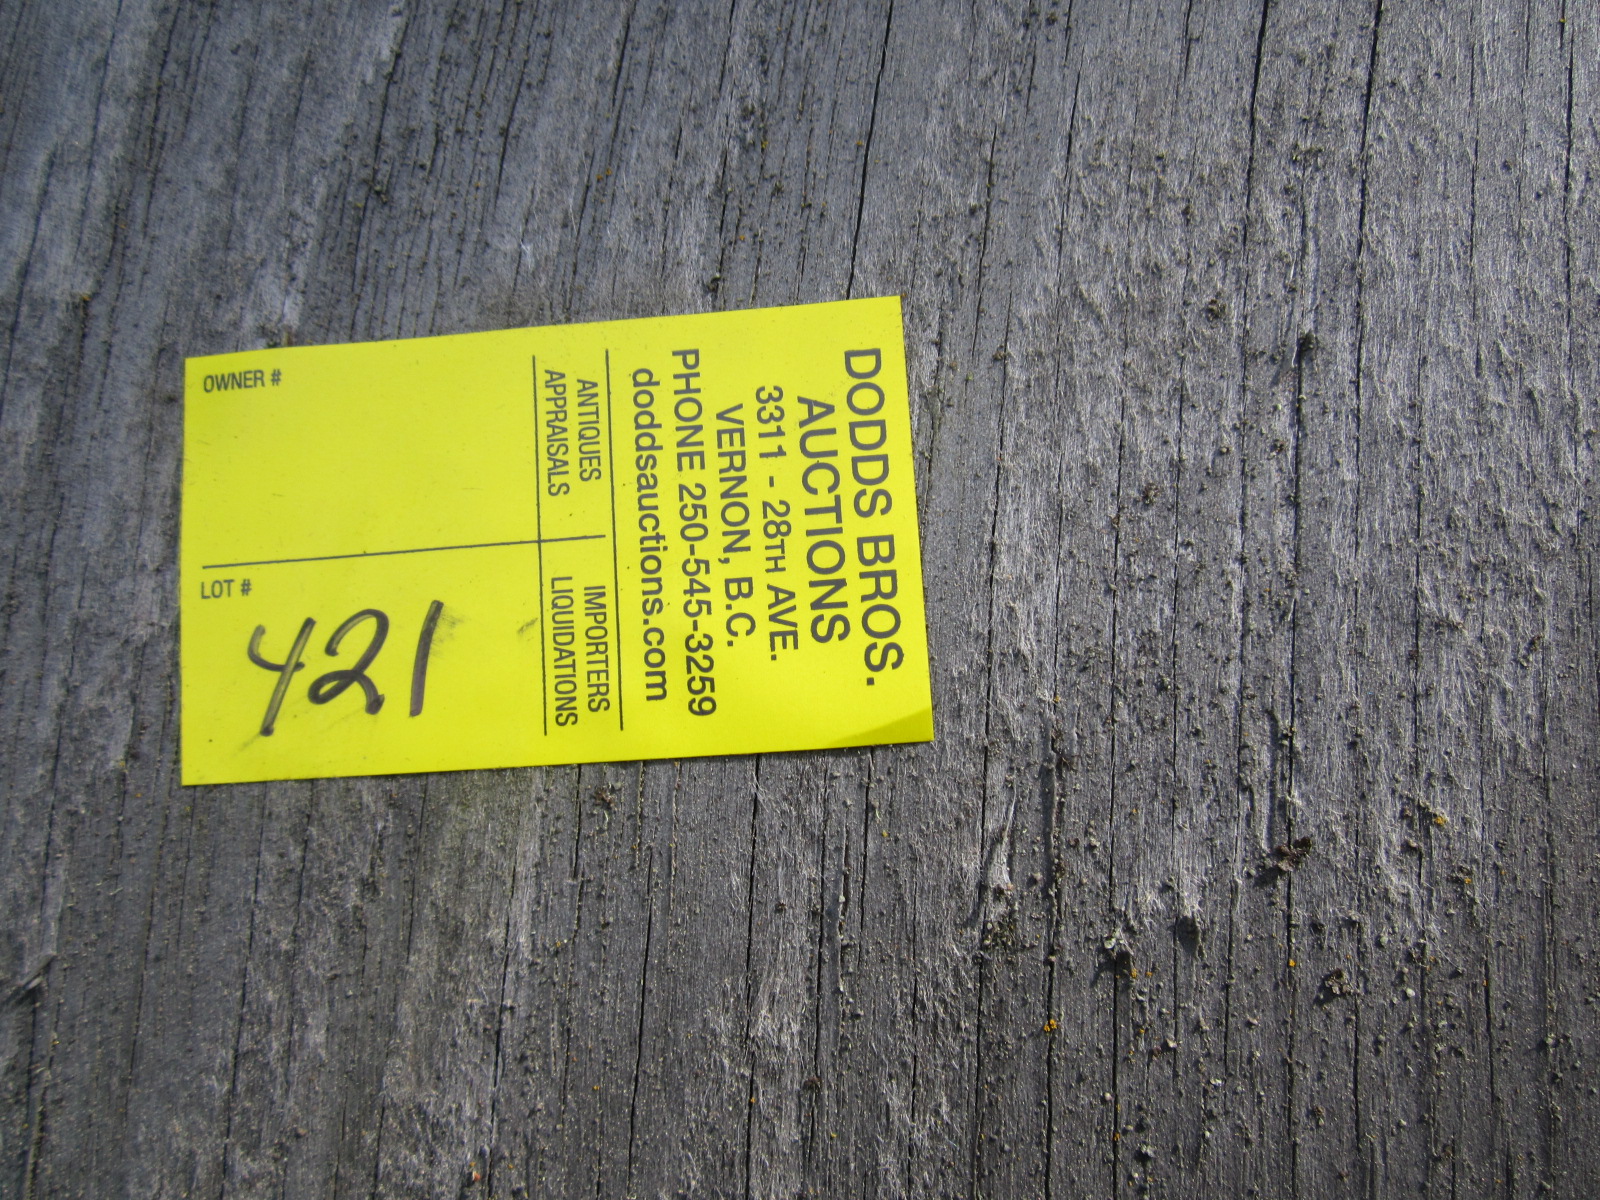 DODDS BROS.
AUCTIONS
3311 - 28TH AVE.
VERNON, B.C.
PHONE 250-545-3259
doddsauctions.com
ANTIQUES
APPRAISALS
IMPORTERS
LIQUIDATIONS
OWNER #
LOT #
421